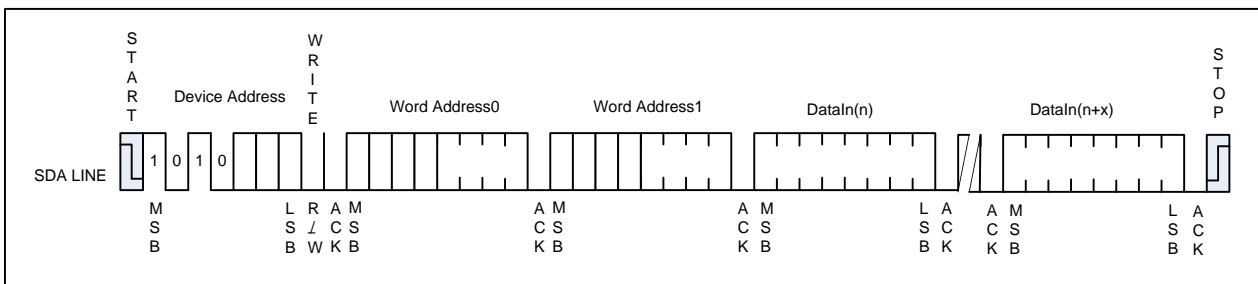 START
WRITE
STOP
Device Address
Word Address0
Word Address1
DataIn(n)
DataIn(n+x)
SDA LINE
1 0 1 0
MSB
LSB
R/W
ACK
MSB
ACK
MSB
ACK
MSB
LSB
ACK
ACK
MSB
LSB
ACK